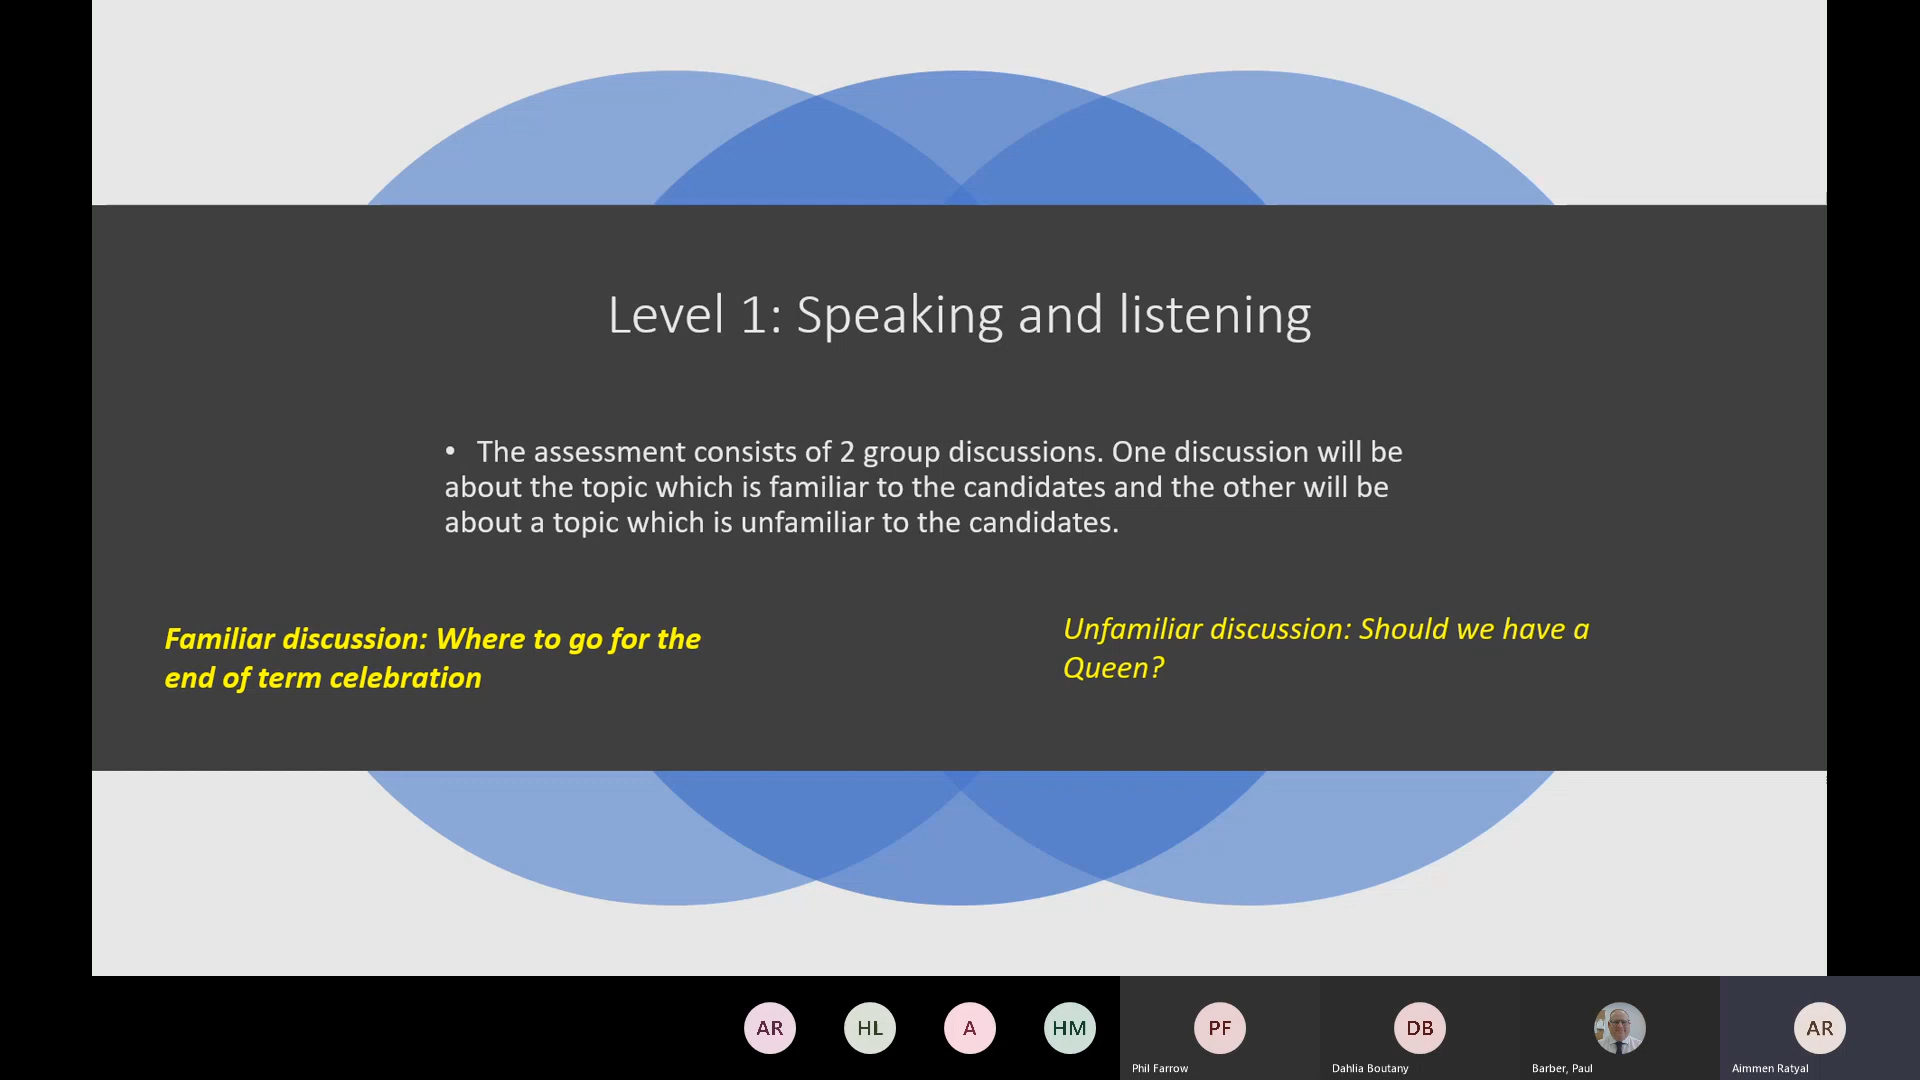 Level 1: Speaking and listening
• The assessment consists of 2 group discussions. One discussion will be
about the topic which is familiar to the candidates and the other will be
about a topic which is unfamiliar to the candidates.
Familiar discussion: Where to go for the
end of term celebration
Unfamiliar discussion: Should we have a
Queen?
AR
HL
A
HM
PF
Phil Farrow
DB
Dahlia Boutany
Barber, Paul
AR
Aimmen Ratyal